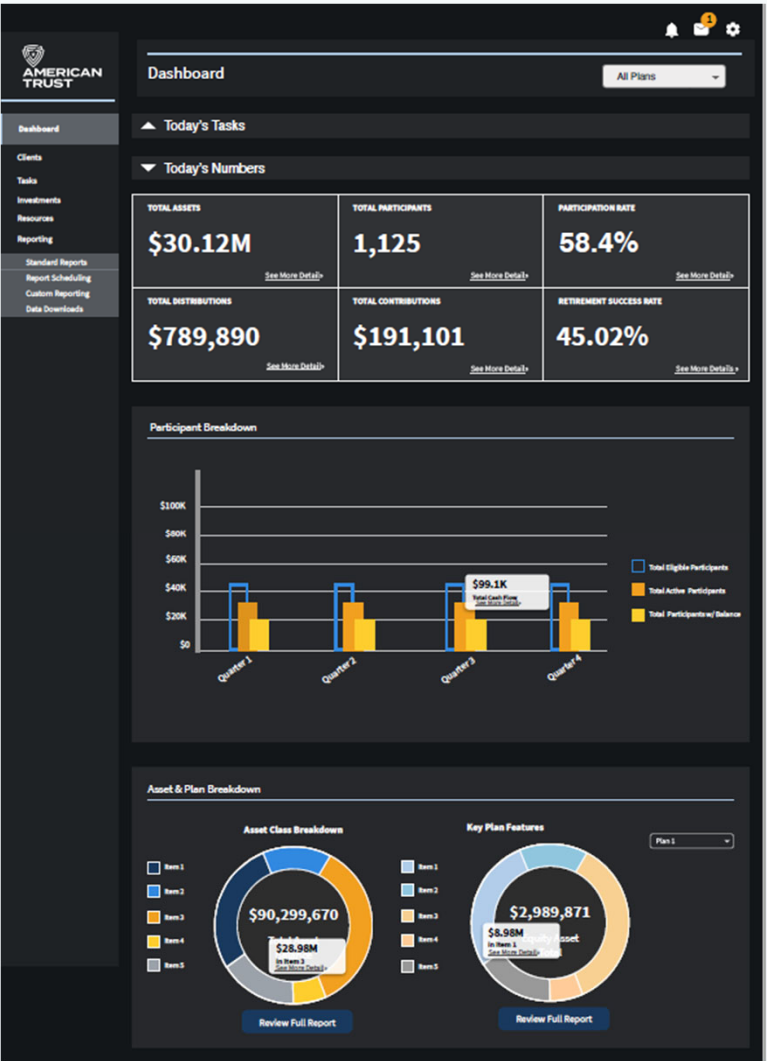 1
AMERICAN
TRUST
Dashboard
All Plans
Dashboard
Clients
Tasks
Investments
Resources
Reporting
Standard Reports
Report Scheduling
Custom Reporting
Data Downloads
Today's Tasks
Today's Numbers
TOTAL ASSETS
$30.12M
See More Detail›
TOTAL PARTICIPANTS
1,125
See More Detail›
PARTICIPATION RATE
58.4%
See More Detail›
TOTAL DISTRIBUTIONS
$789,890
See More Detail›
TOTAL CONTRIBUTIONS
$191,101
See More Detail›
RETIREMENT SUCCESS RATE
45.02%
See More Details ›
Participant Breakdown
$100K
$80K
$60K
$40K
$20K
$0
$99.1K
Total Cash Flow
See More Detail›
Quarter 1
Quarter 2
Quarter 3
Quarter 4
Total Eligible Participants
Total Active Participants
Total Participants w/ Balance
Asset & Plan Breakdown
Asset Class Breakdown
Item 1
Item 2
Item 3
Item 4
Item 5
$90,299,670
$28.98M
In Item 3
See More Detail›
Review Full Report
Key Plan Features
Plan 1
Item 1
Item 2
Item 3
Item 4
Item 5
$2,989,871
Equity Asset
Total
$8.98M
In Item 1
See More Detail›
Review Full Report